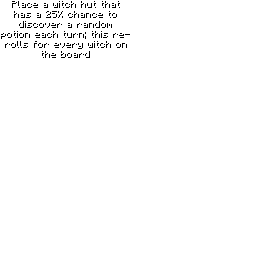 Place a witch hut that
has a 25% chance to
discover a random
potion each turn; this re-
rolls for every witch on
the board